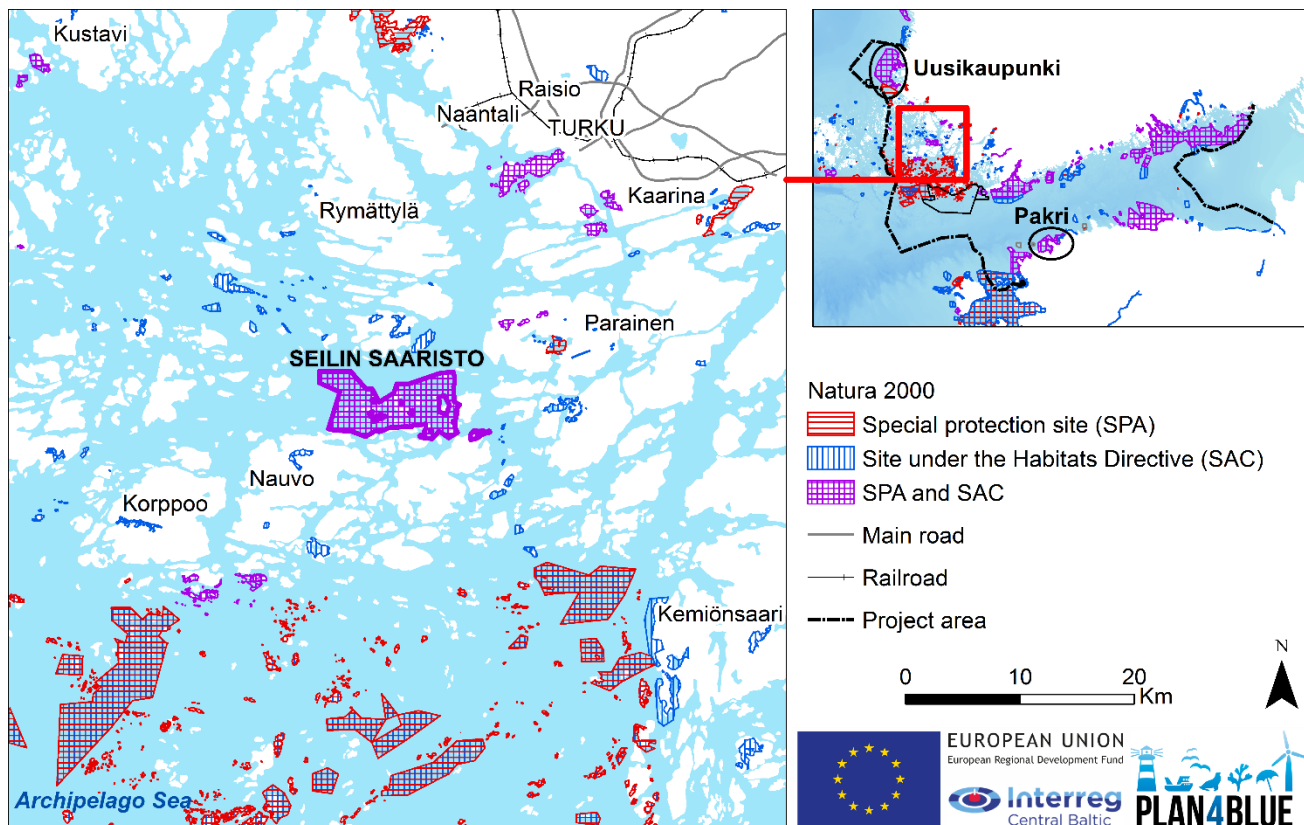 Kustavi
Raisio
Naantali
TURKU
Kaarina
Rymättylä
Parainen
SEILIN SAARISTO
Nauvo
Korppoo
Kemiönsaari
Archipelago Sea
Uusikaupunki
Pakri
Natura 2000
Special protection site (SPA)
Site under the Habitats Directive (SAC)
SPA and SAC
Main road
Railroad
Project area
N
0 10 20
Km
EUROPEAN UNION
European Regional Development Fund
Interreg
Central Baltic
PLAN4BLUE